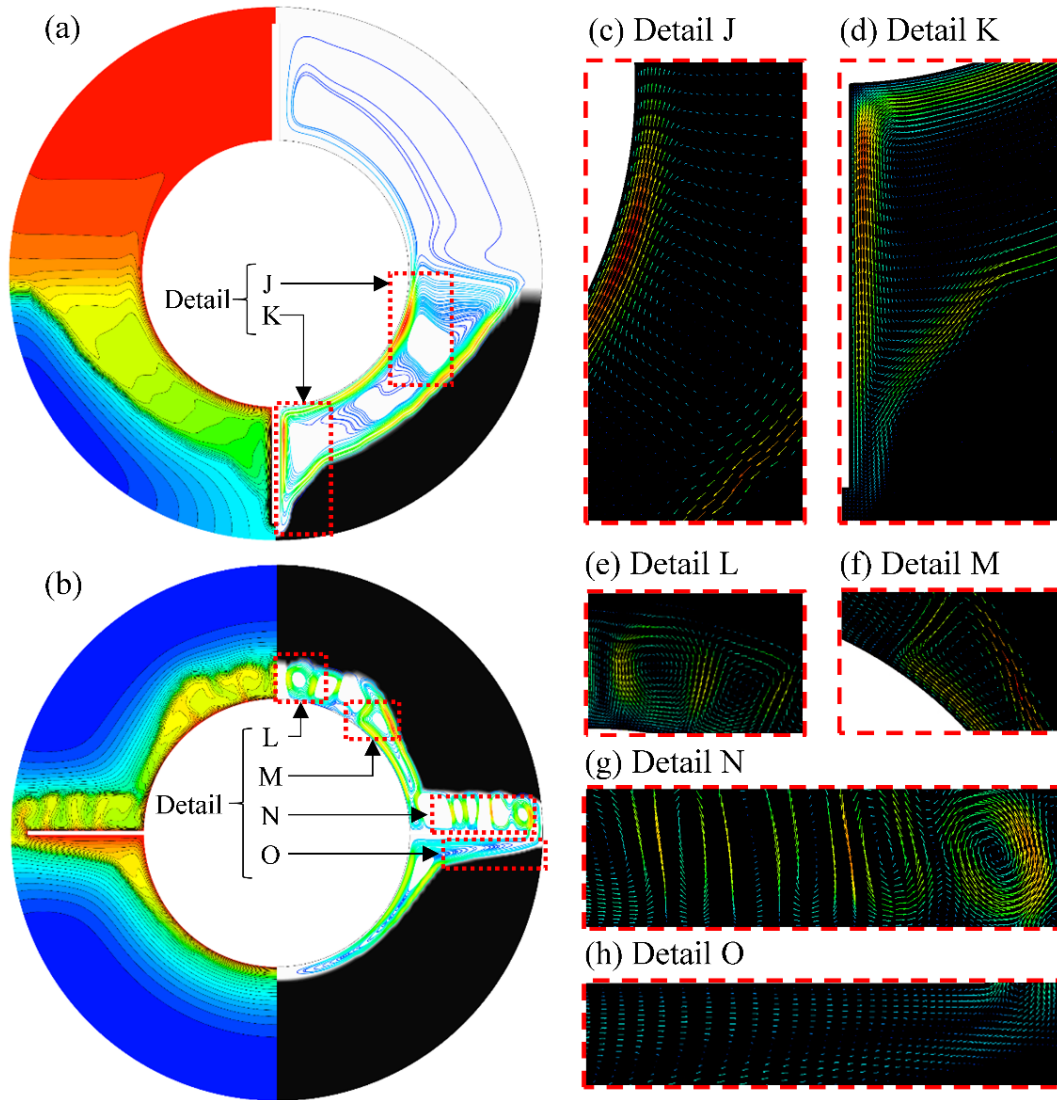 (a)
(c) Detail J
(d) Detail K
Detail
J
K
(b)
(e) Detail L
(f) Detail M
Detail
L
M
N
O
(g) Detail N
(h) Detail O